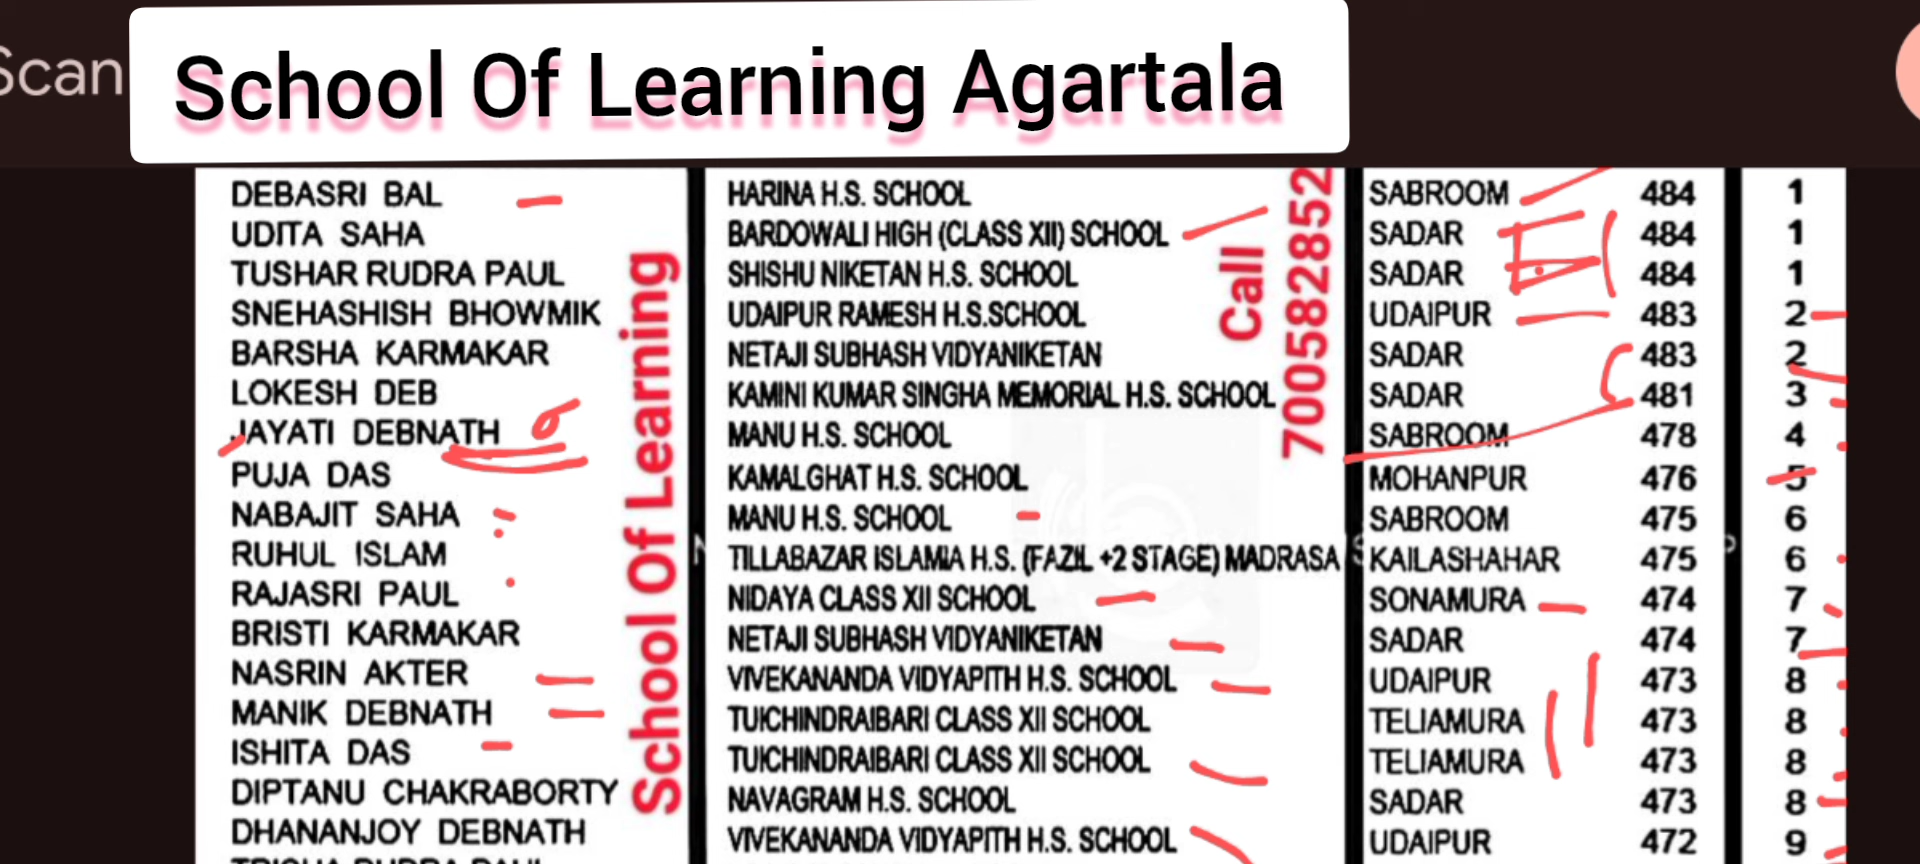 Scan
School Of Learning Agartala
DEBASRI BAL HARINA H.S. SCHOOL SABROOM 484 1
UDITA SAHA BARDOWALI HIGH (CLASS XII) SCHOOL SADAR 484 1
TUSHAR RUDRA PAUL SHISHU NIKETAN H.S. SCHOOL SADAR 484 1
SNEHASHISH BHOWMIK UDAIPUR RAMESH H.S.SCHOOL UDAIPUR 483 2
BARSHA KARMAKAR NETAJI SUBHASH VIDYANIKETAN SADAR 483 2
LOKESH DEB KAMINI KUMAR SINGHA MEMORIAL H.S. SCHOOL SADAR 481 3
JAYATI DEBNATH MANU H.S. SCHOOL SABROOM 478 4
PUJA DAS KAMALGHAT H.S. SCHOOL MOHANPUR 476 5
NABAJIT SAHA MANU H.S. SCHOOL SABROOM 475 6
RUHUL ISLAM TILLABAZAR ISLAMIA H.S. (FAZIL +2 STAGE) MADRASA KAILASHAHAR 475 6
RAJASRI PAUL NIDAYA CLASS XII SCHOOL SONAMURA 474 7
BRISTI KARMAKAR NETAJI SUBHASH VIDYANIKETAN SADAR 474 7
NASRIN AKTER VIVEKANANDA VIDYAPITH H.S. SCHOOL UDAIPUR 473 8
MANIK DEBNATH TUICHINDRAIBARI CLASS XII SCHOOL TELIAMURA 473 8
ISHITA DAS TUICHINDRAIBARI CLASS XII SCHOOL TELIAMURA 473 8
DIPTANU CHAKRABORTY NAVAGRAM H.S. SCHOOL SADAR 473 8
DHANANJOY DEBNATH VIVEKANANDA VIDYAPITH H.S. SCHOOL UDAIPUR 472 9
School Of Learning
Call
7005828852